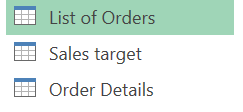 List of Orders
Sales target
Order Details